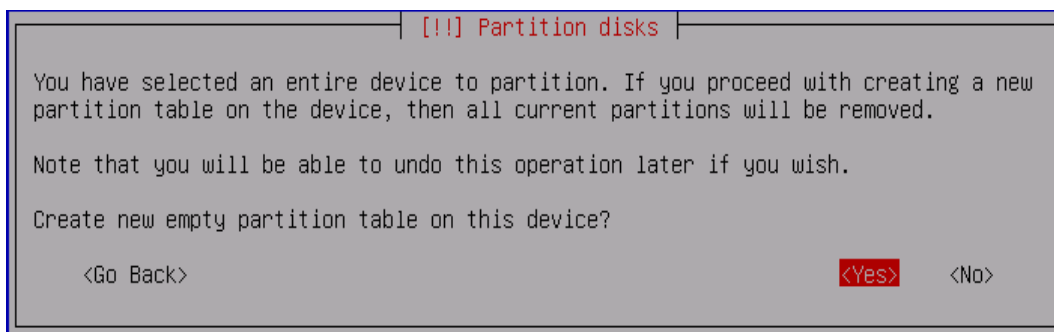 [!!] Partition disks
You have selected an entire device to partition. If you proceed with creating a new
partition table on the device, then all current partitions will be removed.
Note that you will be able to undo this operation later if you wish.
Create new empty partition table on this device?
<Go Back> <Yes> <No>